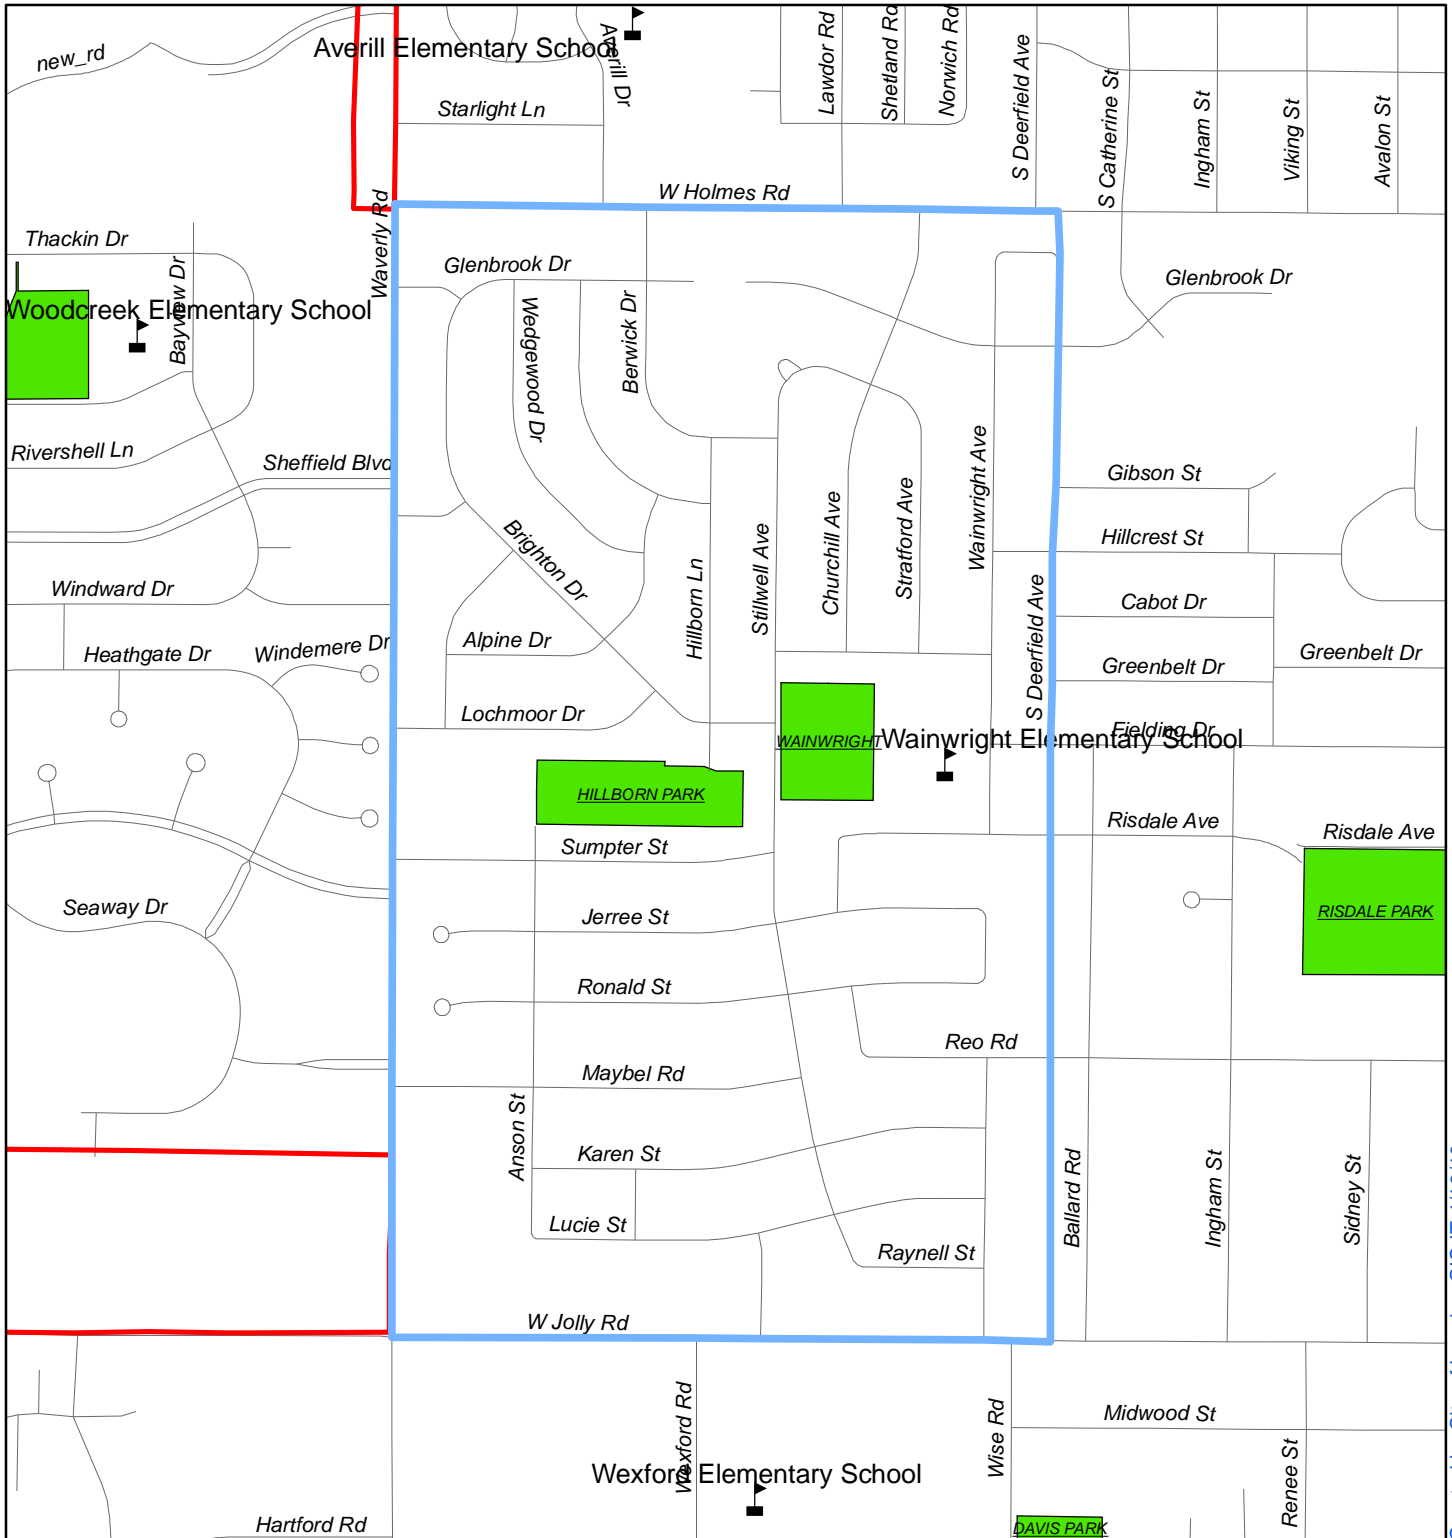 new_rd
Averill Elementary School
Averill Dr
Starlight Ln
Lawdor Rd
Shetland Rd
Norwich Rd
S Deerfield Ave
S Catherine St
Ingham St
Viking St
Avalon St
W Holmes Rd
Waverly Rd
Thackin Dr
Bayview Dr
Woodcreek Elementary School
Glenbrook Dr
Glenbrook Dr
Wedgewood Dr
Berwick Dr
Rivershell Ln
Sheffield Blvd
Gibson St
Hillcrest St
Brighton Dr
Stillwell Ave
Churchill Ave
Stratford Ave
Wainwright Ave
Windward Dr
Cabot Dr
Hillborn Ln
S Deerfield Ave
Heathgate Dr
Windemere Dr
Alpine Dr
Greenbelt Dr
Greenbelt Dr
Lochmoor Dr
Fielding Dr
WAINWRIGHT
Wainwright Elementary School
HILLBORN PARK
Risdale Ave
Risdale Ave
Sumpter St
Seaway Dr
Jerree St
RISDALE PARK
Ronald St
Reo Rd
Maybel Rd
Anson St
Karen St
Ballard Rd
Ingham St
Sidney St
Lucie St
Raynell St
W Jolly Rd
Wexford Rd
Wise Rd
Midwood St
Renee St
Wexford Elementary School
Hartford Rd
DAVIS PARK